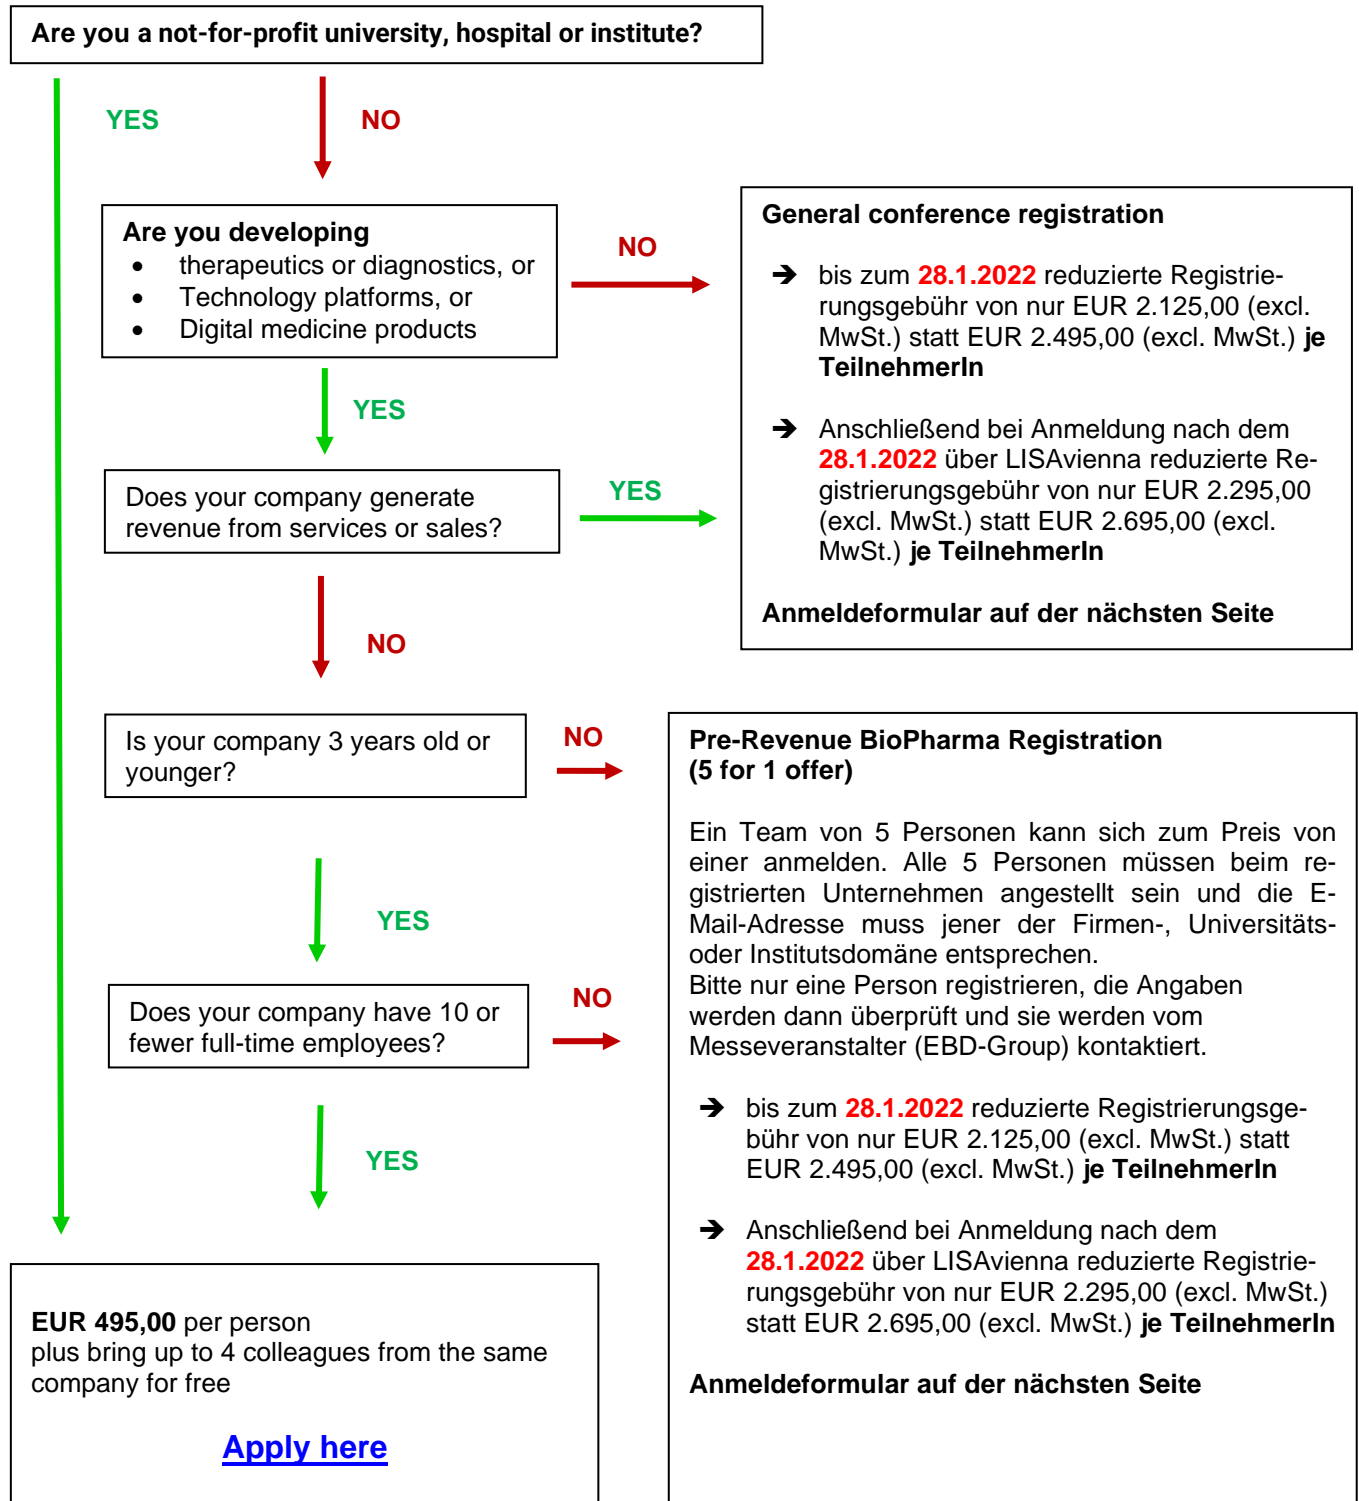 Are you a not-for-profit university, hospital or institute?
YES
NO
Are you developing
• therapeutics or diagnostics, or
• Technology platforms, or
• Digital medicine products
NO
General conference registration
➔ bis zum 28.1.2022 reduzierte Registrie-
rungsgebühr von nur EUR 2.125,00 (excl.
MwSt.) statt EUR 2.495,00 (excl. MwSt.) je
TeilnehmerIn
➔ Anschließend bei Anmeldung nach dem
28.1.2022 über LISAvienna reduzierte Re-
gistrierungsgebühr von nur EUR 2.295,00
(excl. MwSt.) statt EUR 2.695,00 (excl.
MwSt.) je TeilnehmerIn
Anmeldeformular auf der nächsten Seite
YES
Does your company generate
revenue from services or sales?
YES
NO
Is your company 3 years old or
younger?
NO
Pre-Revenue BioPharma Registration
(5 for 1 offer)
Ein Team von 5 Personen kann sich zum Preis von
einer anmelden. Alle 5 Personen müssen beim re-
gistrierten Unternehmen angestellt sein und die E-
Mail-Adresse muss jener der Firmen-, Universitäts-
oder Institutsdomäne entsprechen.
Bitte nur eine Person registrieren, die Angaben
werden dann überprüft und sie werden vom
Messeveranstalter (EBD-Group) kontaktiert.
➔ bis zum 28.1.2022 reduzierte Registrierungsge-
bühr von nur EUR 2.125,00 (excl. MwSt.) statt
EUR 2.495,00 (excl. MwSt.) je TeilnehmerIn
➔ Anschließend bei Anmeldung nach dem
28.1.2022 über LISAvienna reduzierte Registrie-
rungsgebühr von nur EUR 2.295,00 (excl. MwSt.)
statt EUR 2.695,00 (excl. MwSt.) je TeilnehmerIn
Anmeldeformular auf der nächsten Seite
YES
Does your company have 10 or
fewer full-time employees?
NO
YES
EUR 495,00 per person
plus bring up to 4 colleagues from the same
company for free
Apply here